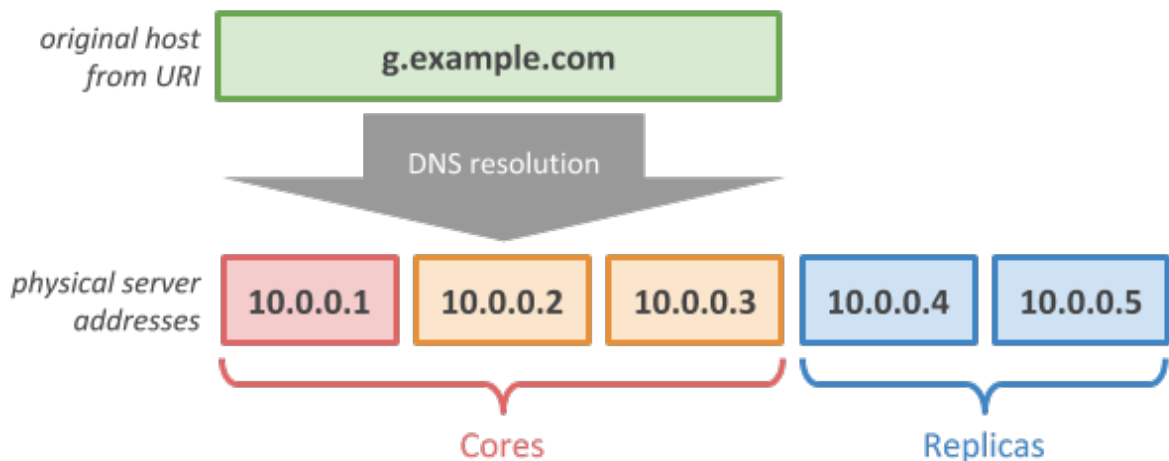 original host
from URI
g.example.com
DNS resolution
physical server
addresses
10.0.0.1
10.0.0.2
10.0.0.3
10.0.0.4
10.0.0.5
Cores
Replicas